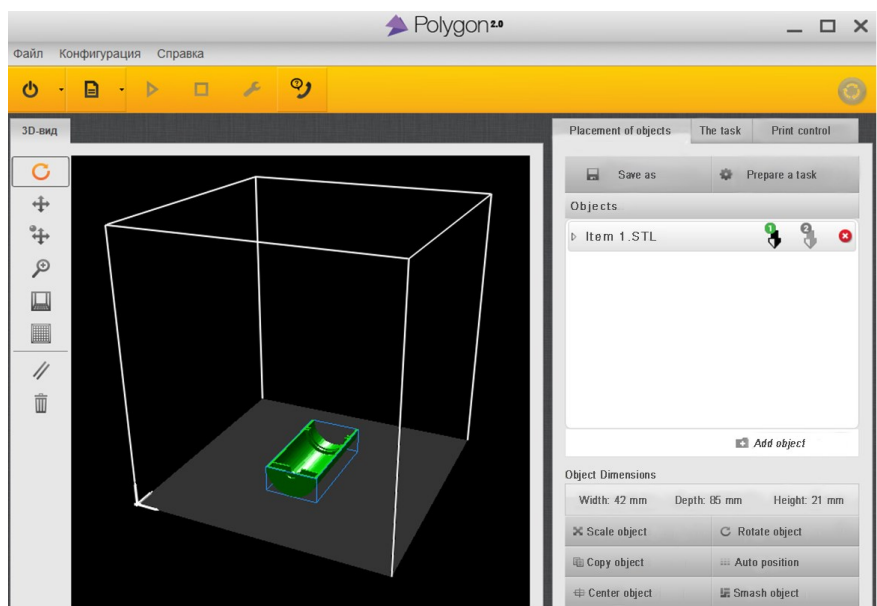 Polygon 2.0
Файл Конфигурация Справка
3D-вид
Placement of objects The task Print control
Save as Prepare a task
Objects
Item 1.STL 1 2
Add object
Object Dimensions
Width: 42 mm Depth: 85 mm Height: 21 mm
Scale object Rotate object
Copy object Auto position
Center object Smash object